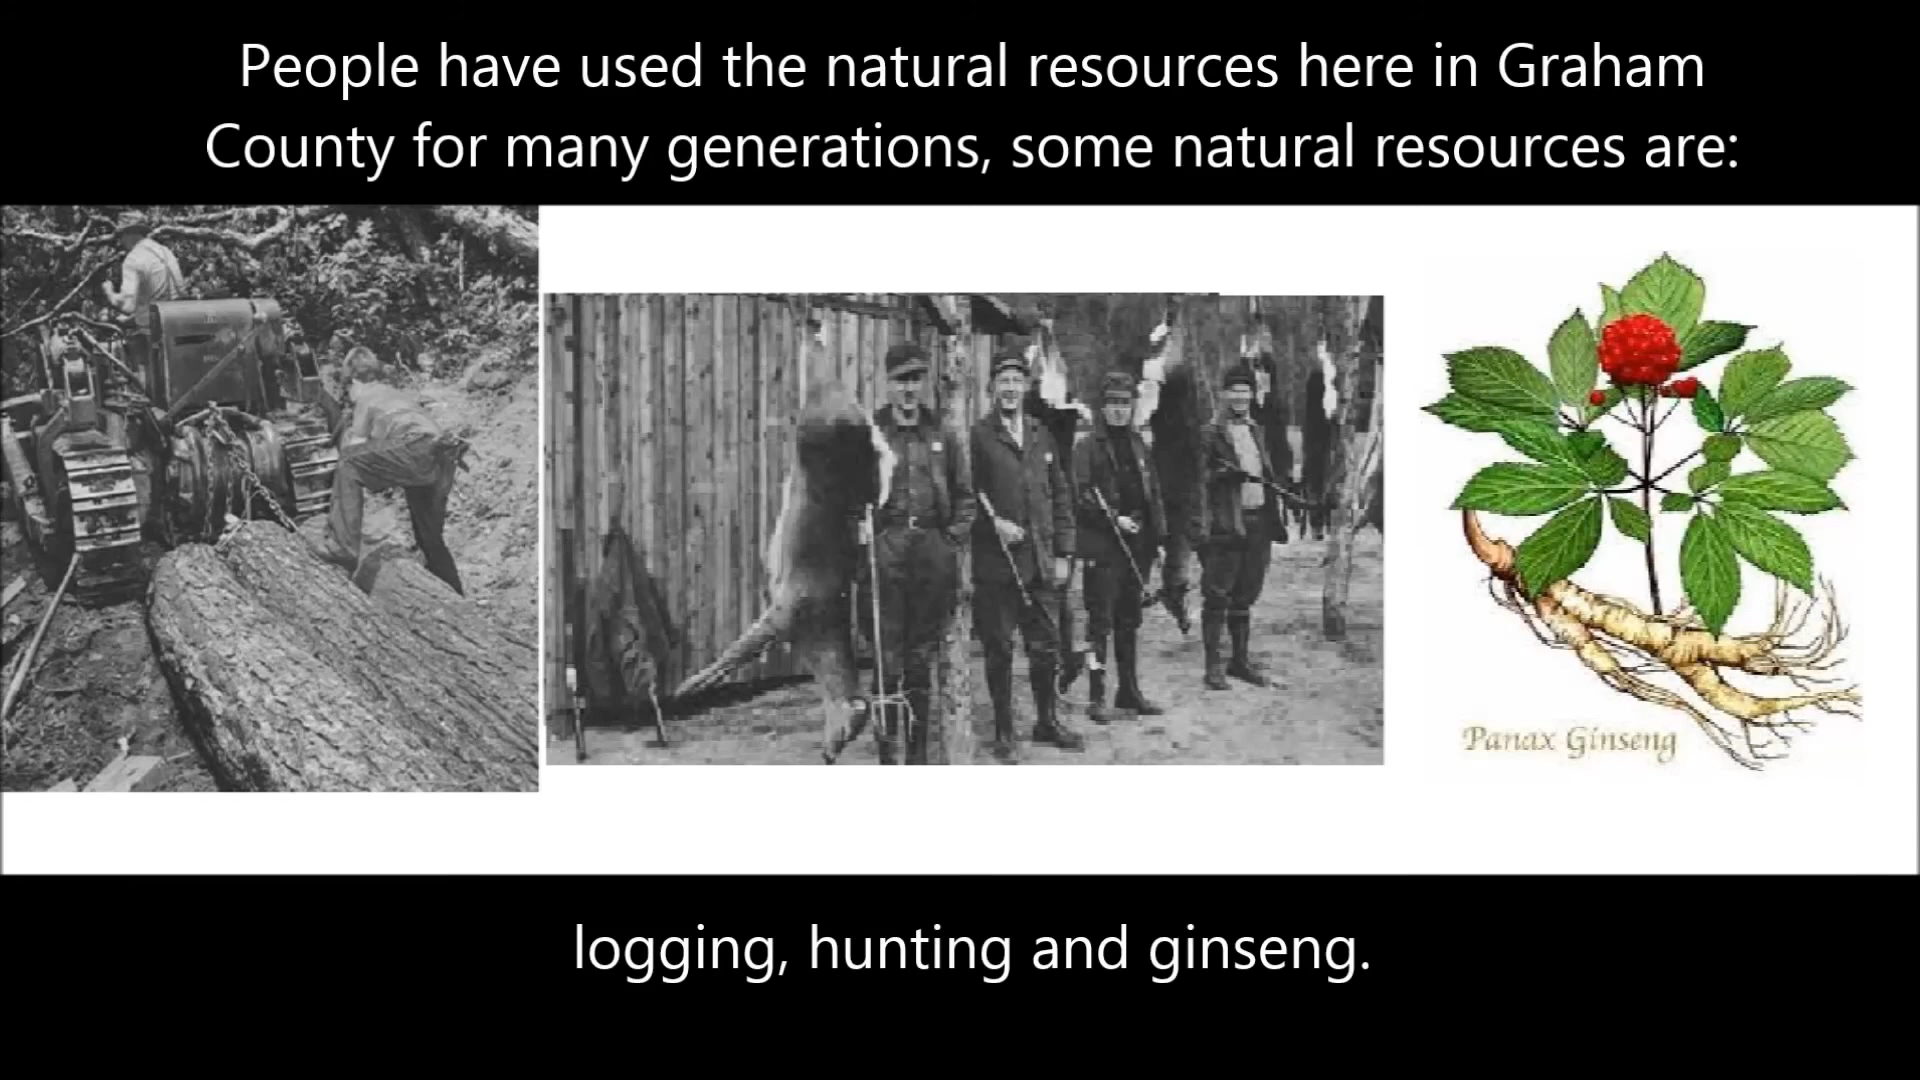 People have used the natural resources here in Graham
County for many generations, some natural resources are:
Panax Ginseng
logging, hunting and ginseng.